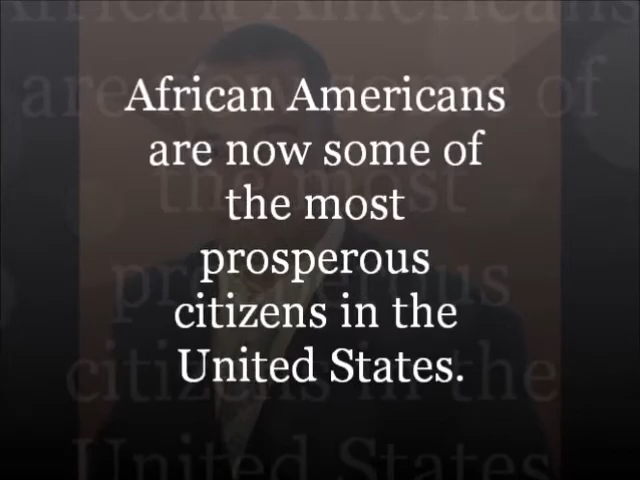 African Americans
are now some of
the most
prosperous
citizens in the
United States.